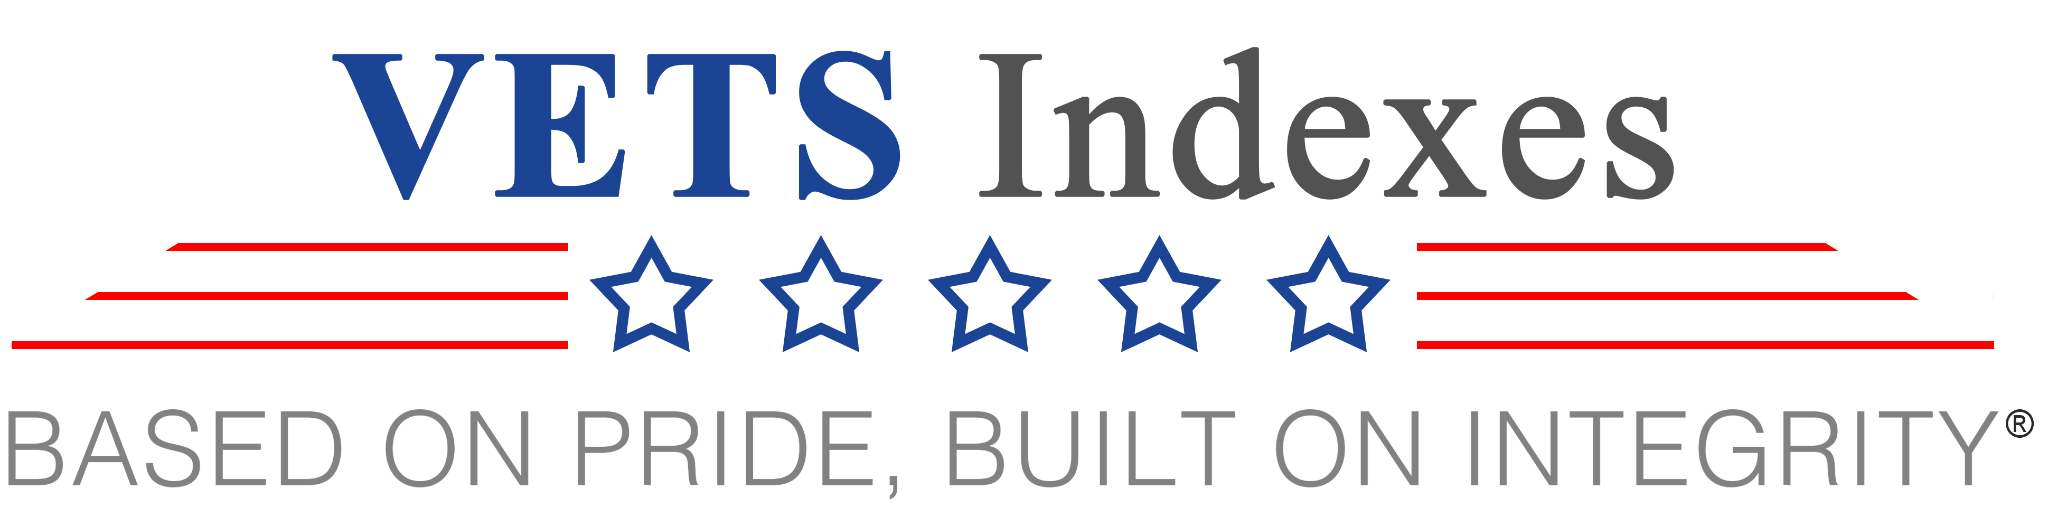 VETS Indexes
BASED ON PRIDE, BUILT ON INTEGRITY®